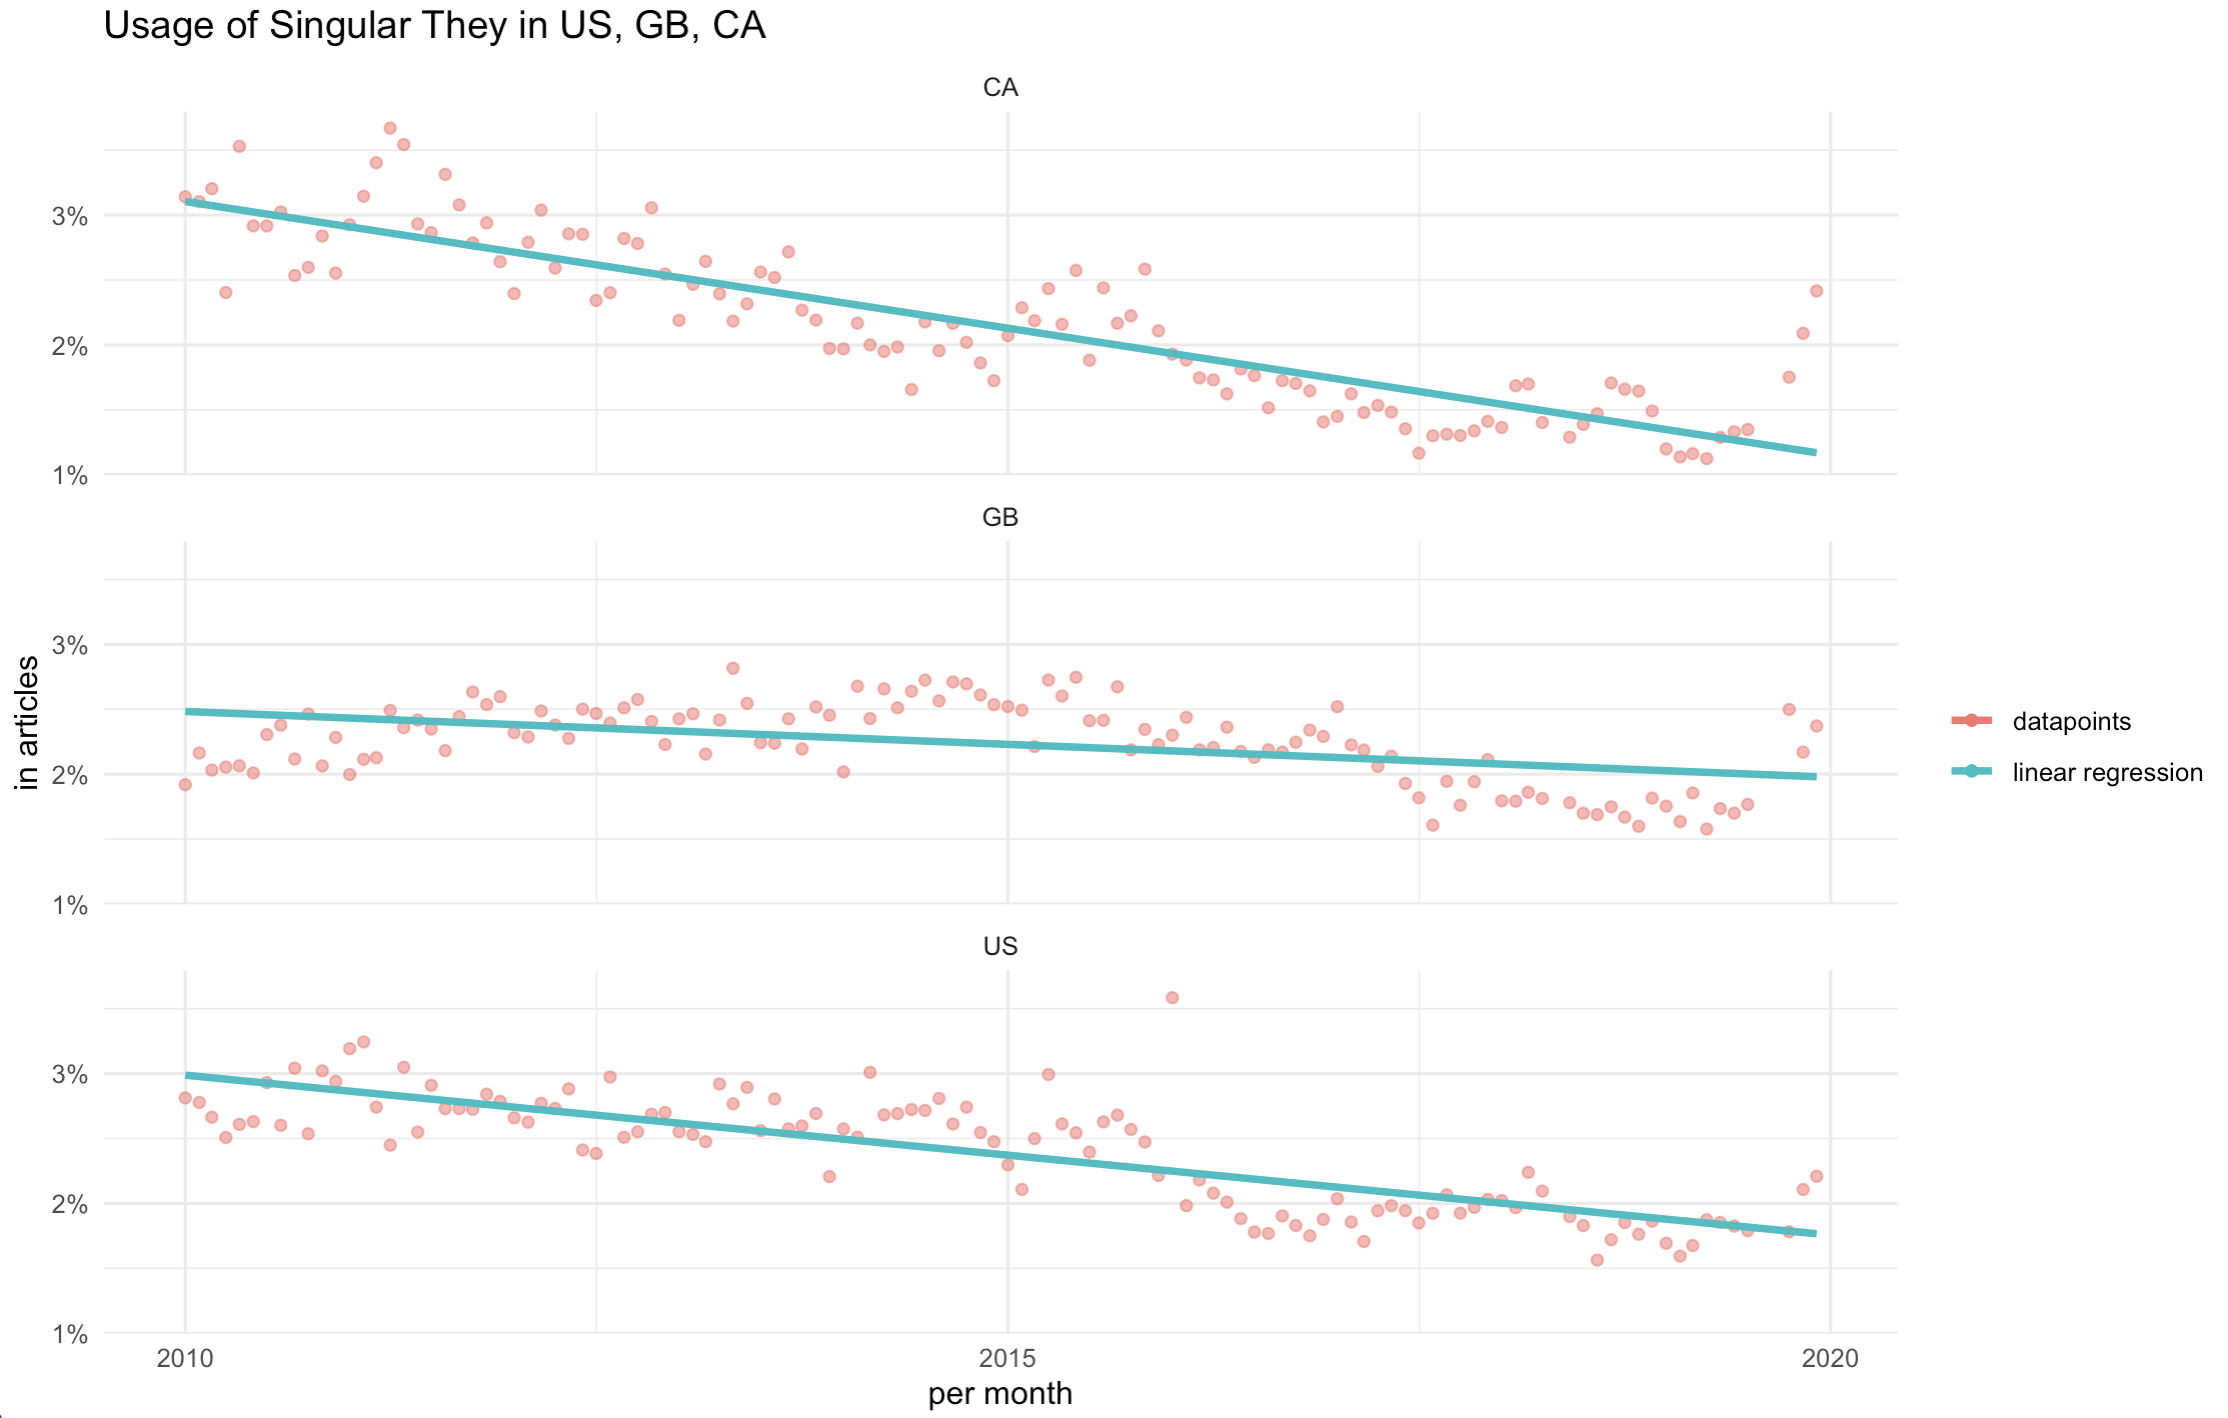 Usage of Singular They in US, GB, CA
CA
3%
2%
1%
GB
3%
2%
1%
in articles
datapoints
linear regression
US
3%
2%
1%
2010 2015 2020
per month